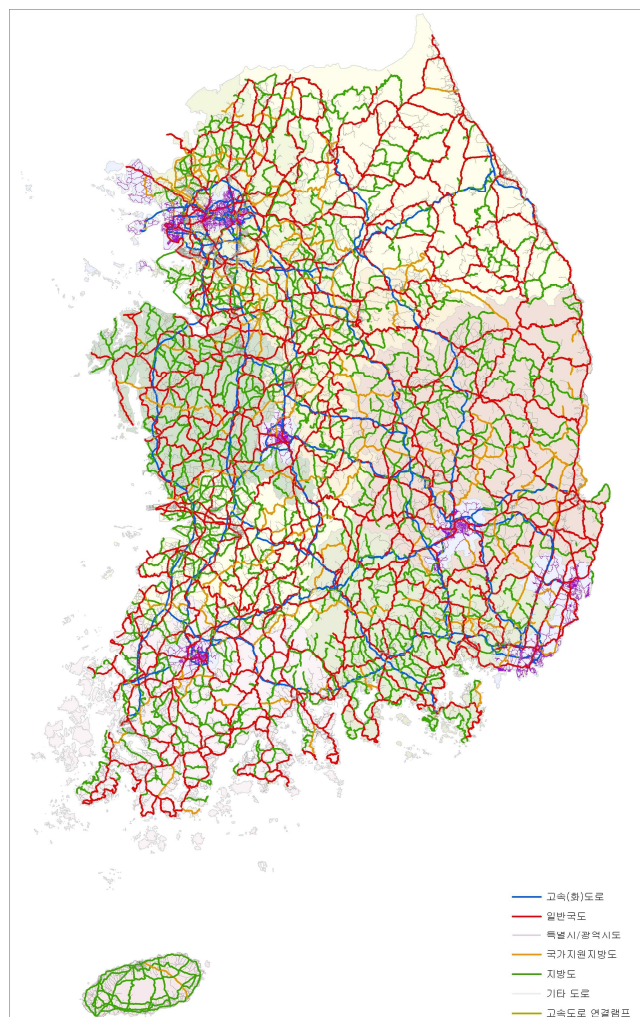 고속(화)도로
일반국도
특별시/광역시도
국가지원지방도
지방도
기타 도로
고속도로 연결램프